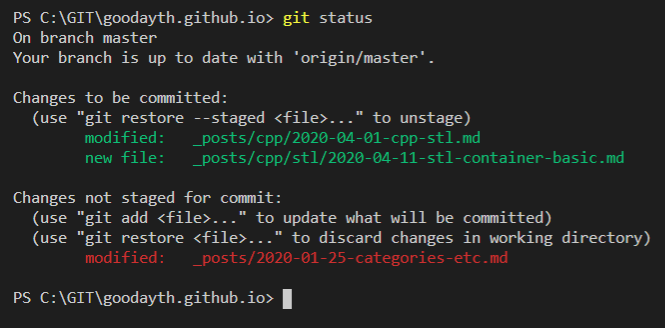 PS C:\GIT\goodayth.github.io> git status
On branch master
Your branch is up to date with 'origin/master'.

Changes to be committed:
  (use "git restore --staged <file>..." to unstage)
        modified:   _posts/cpp/2020-04-01-cpp-stl.md
        new file:   _posts/cpp/stl/2020-04-11-stl-container-basic.md

Changes not staged for commit:
  (use "git add <file>..." to update what will be committed)
  (use "git restore <file>..." to discard changes in working directory)
        modified:   _posts/2020-01-25-categories-etc.md

PS C:\GIT\goodayth.github.io>